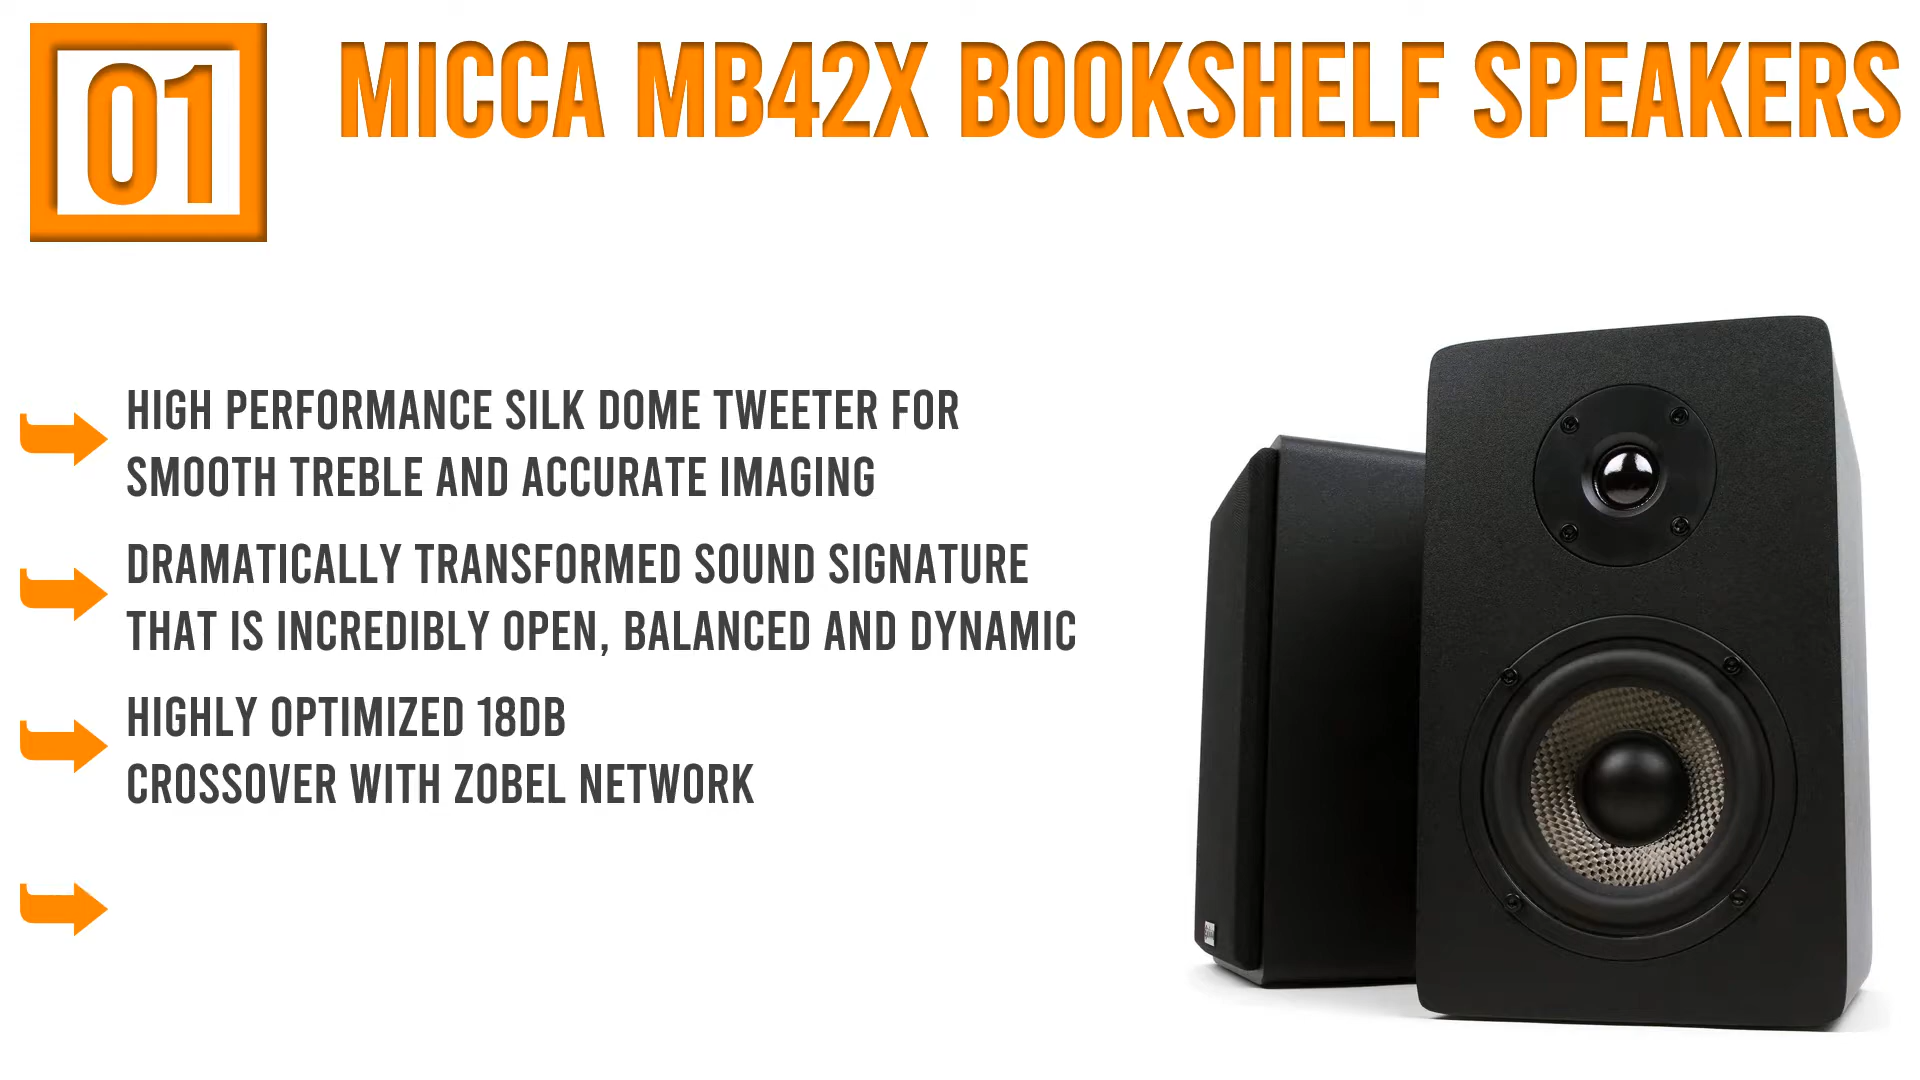 01
MICCA MB42X BOOKSHELF SPEAKERS
HIGH PERFORMANCE SILK DOME TWEETER FOR
SMOOTH TREBLE AND ACCURATE IMAGING
DRAMATICALLY TRANSFORMED SOUND SIGNATURE
THAT IS INCREDIBLY OPEN, BALANCED AND DYNAMIC
HIGHLY OPTIMIZED 18DB
CROSSOVER WITH ZOBEL NETWORK